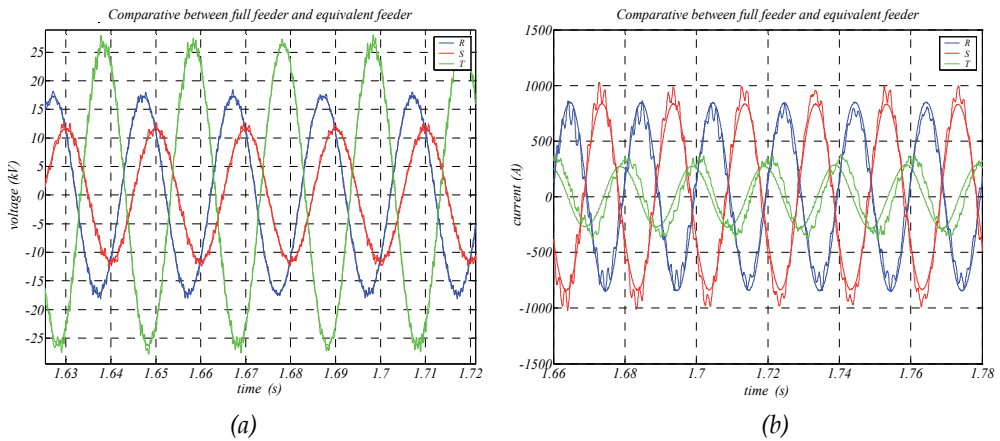 Comparative between full feeder and equivalent feeder
R
S
T
25
20
15
10
5
0
-5
-10
-15
-20
-25
voltage (kV)
1.63 1.64 1.65 1.66 1.67 1.68 1.69 1.7 1.71 1.72
time (s)
(a)
Comparative between full feeder and equivalent feeder
R
S
T
1500
1000
500
0
-500
-1000
-1500
current (A)
1.66 1.68 1.7 1.72 1.74 1.76 1.78
time (s)
(b)